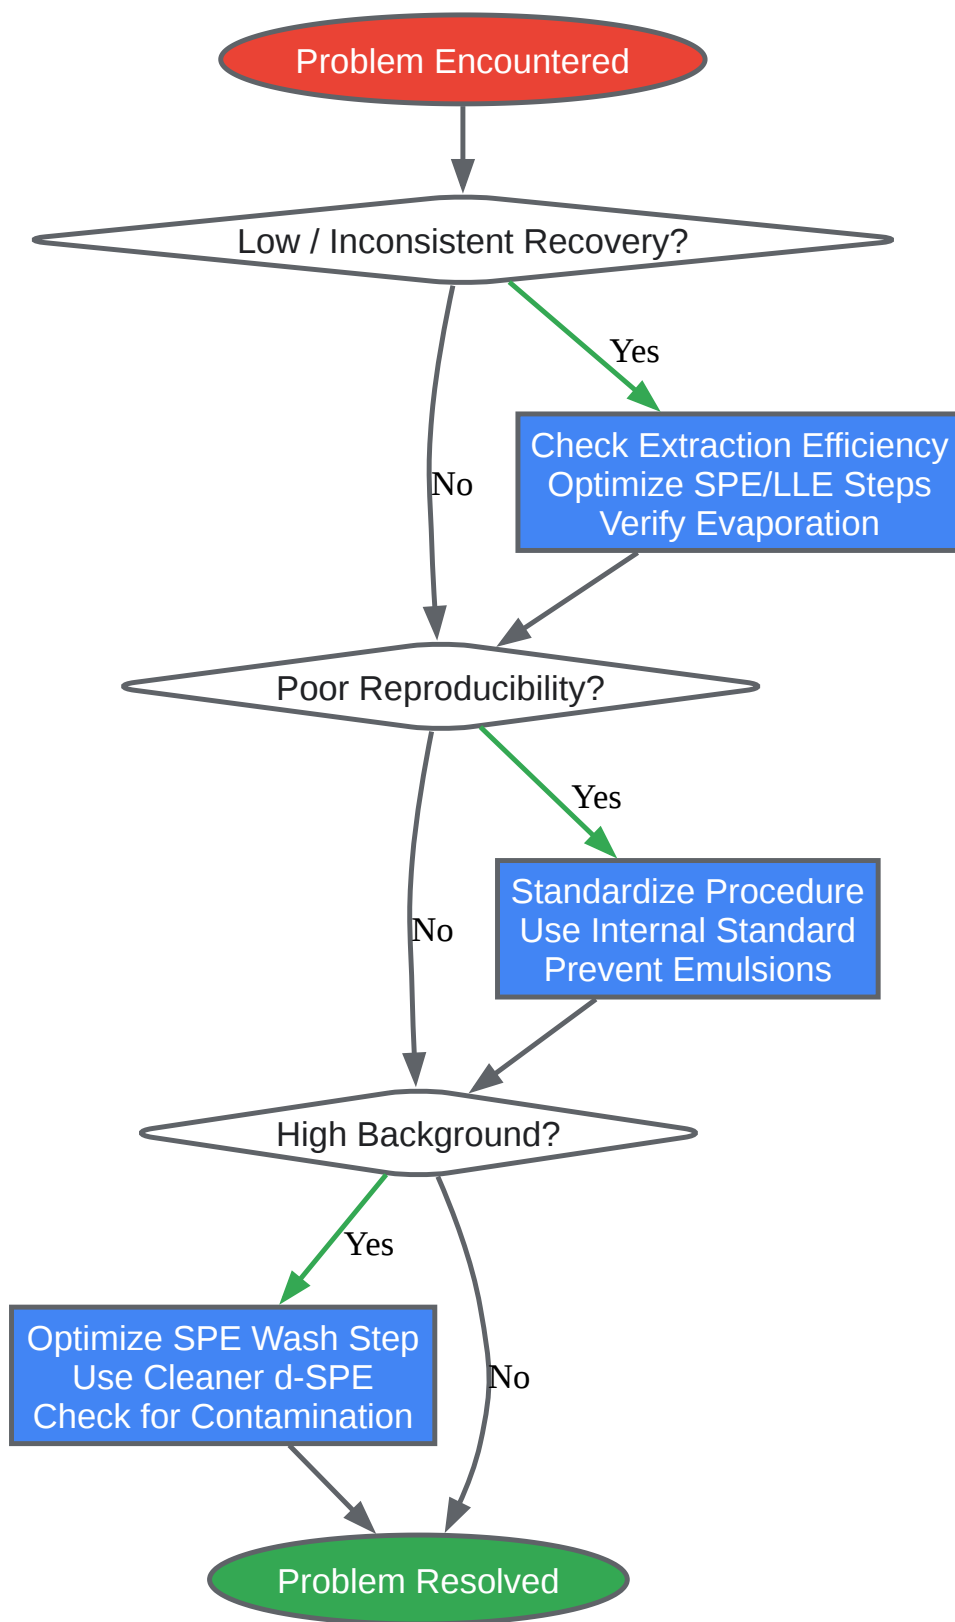 Problem Encountered
Low / Inconsistent Recovery?
Yes
Check Extraction Efficiency
Optimize SPE/LLE Steps
Verify Evaporation
No
Poor Reproducibility?
Yes
Standardize Procedure
Use Internal Standard
Prevent Emulsions
No
High Background?
Yes
Optimize SPE Wash Step
Use Cleaner d-SPE
Check for Contamination
No
Problem Resolved